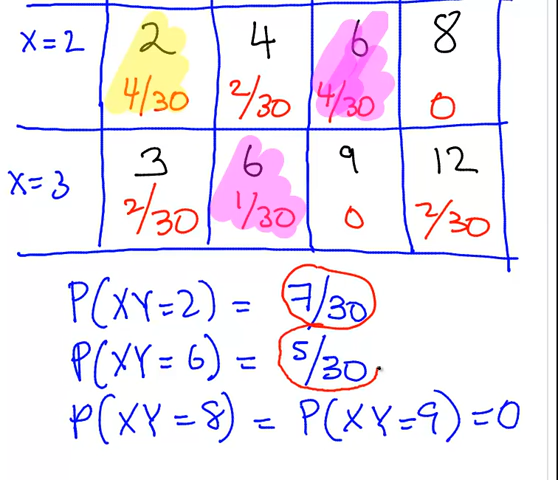 x=2 2 4 6 8
4/30 2/30 4/30 0
x=3 3 6 9 12
2/30 1/30 0 2/30
P(XY=2) = 7/30
P(XY=6) = 5/30
P(XY=8) = P(XY=9)=0